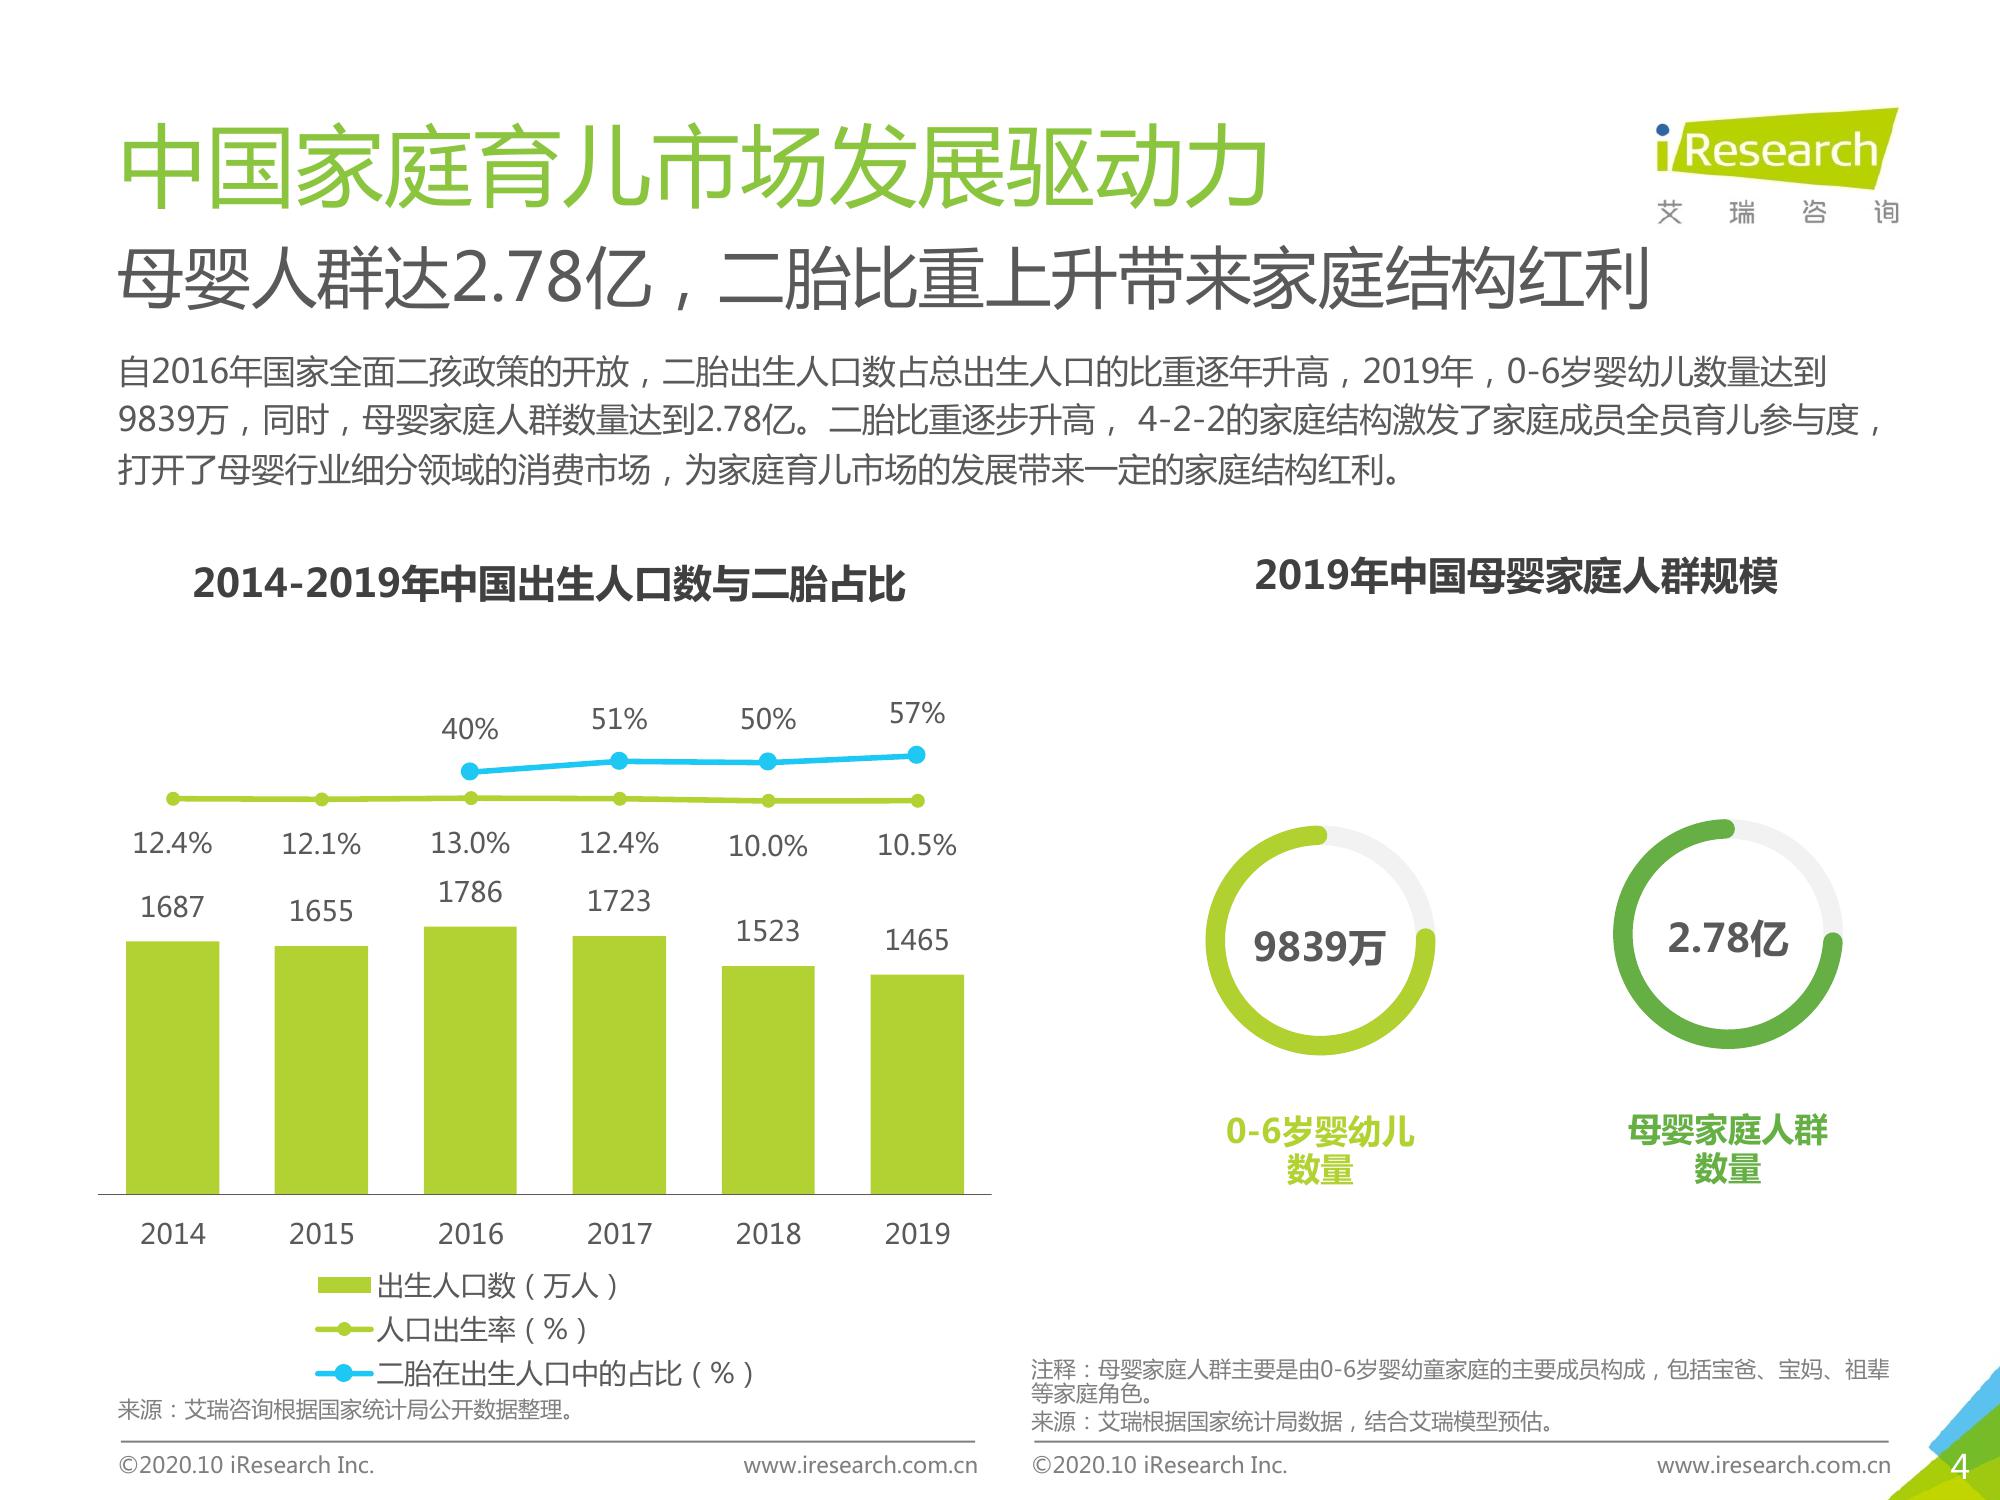 中国家庭育儿市场发展驱动力
iResearch
艾瑞咨询
母婴人群达2.78亿，二胎比重上升带来家庭结构红利
自2016年国家全面二孩政策的开放，二胎出生人口数占总出生人口的比重逐年升高，2019年，0-6岁婴幼儿数量达到
9839万，同时，母婴家庭人群数量达到2.78亿。二胎比重逐步升高， 4-2-2的家庭结构激发了家庭成员全员育儿参与度，
打开了母婴行业细分领域的消费市场，为家庭育儿市场的发展带来一定的家庭结构红利。
2014-2019年中国出生人口数与二胎占比
40% 51% 50% 57%
12.4% 12.1% 13.0% 12.4% 10.0% 10.5%
1687 1655 1786 1723 1523 1465
2014 2015 2016 2017 2018 2019
出生人口数（万人）
人口出生率（%）
二胎在出生人口中的占比（%）
来源：艾瑞咨询根据国家统计局公开数据整理。
2019年中国母婴家庭人群规模
9839万
0-6岁婴幼儿
数量
2.78亿
母婴家庭人群
数量
注释：母婴家庭人群主要是由0-6岁婴幼童家庭的主要成员构成，包括宝爸、宝妈、祖辈
等家庭角色。
来源：艾瑞根据国家统计局数据，结合艾瑞模型预估。
©2020.10 iResearch Inc. www.iresearch.com.cn
©2020.10 iResearch Inc. www.iresearch.com.cn
4